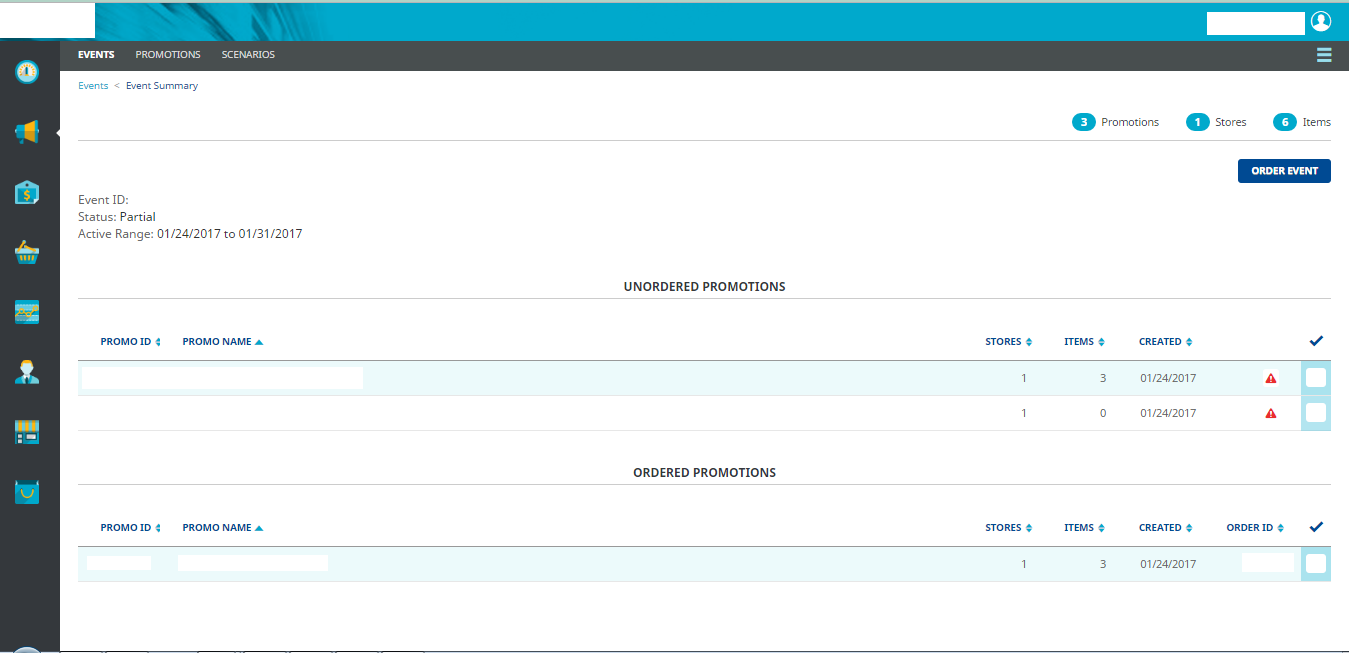 EVENTS PROMOTIONS SCENARIOS
Events < Event Summary
3 Promotions 1 Stores 6 Items
ORDER EVENT
Event ID:
Status: Partial
Active Range: 01/24/2017 to 01/31/2017
UNORDERED PROMOTIONS
PROMO ID PROMO NAME STORES ITEMS CREATED
1 3 01/24/2017
1 0 01/24/2017
ORDERED PROMOTIONS
PROMO ID PROMO NAME STORES ITEMS CREATED ORDER ID
1 3 01/24/2017